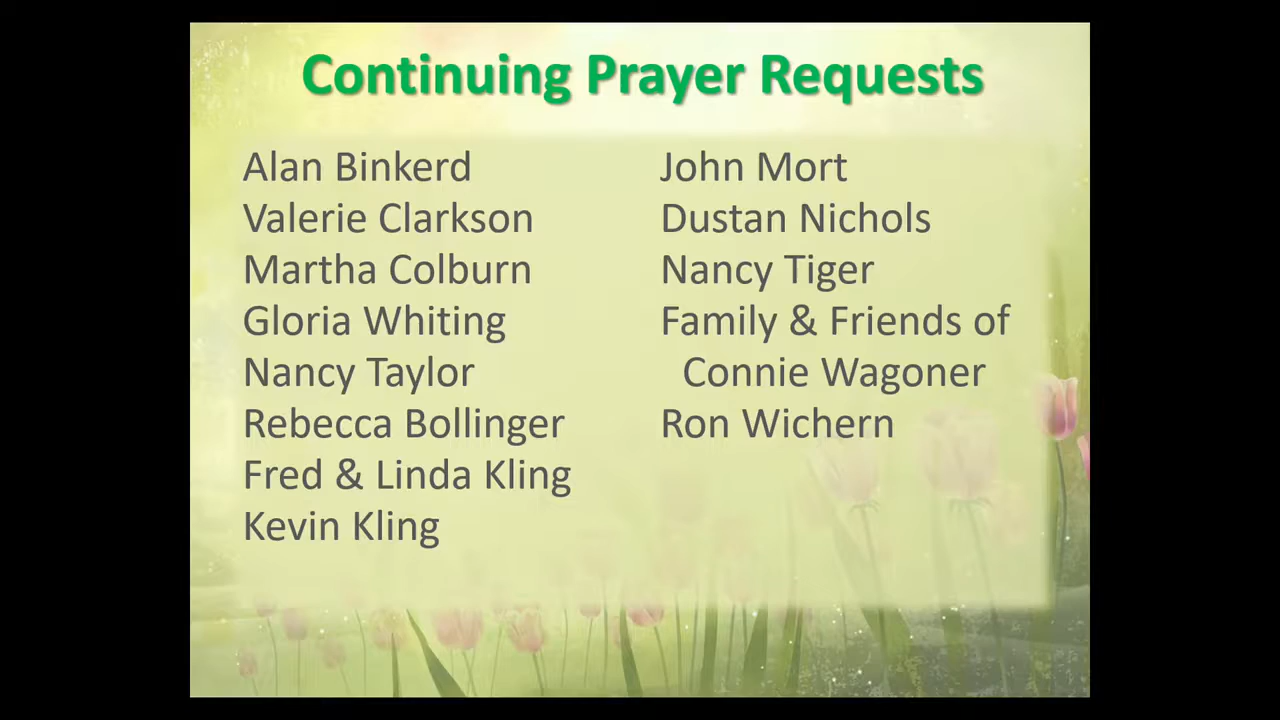 Continuing Prayer Requests
Alan Binkerd
Valerie Clarkson
Martha Colburn
Gloria Whiting
Nancy Taylor
Rebecca Bollinger
Fred & Linda Kling
Kevin Kling
John Mort
Dustan Nichols
Nancy Tiger
Family & Friends of
Connie Wagoner
Ron Wichern